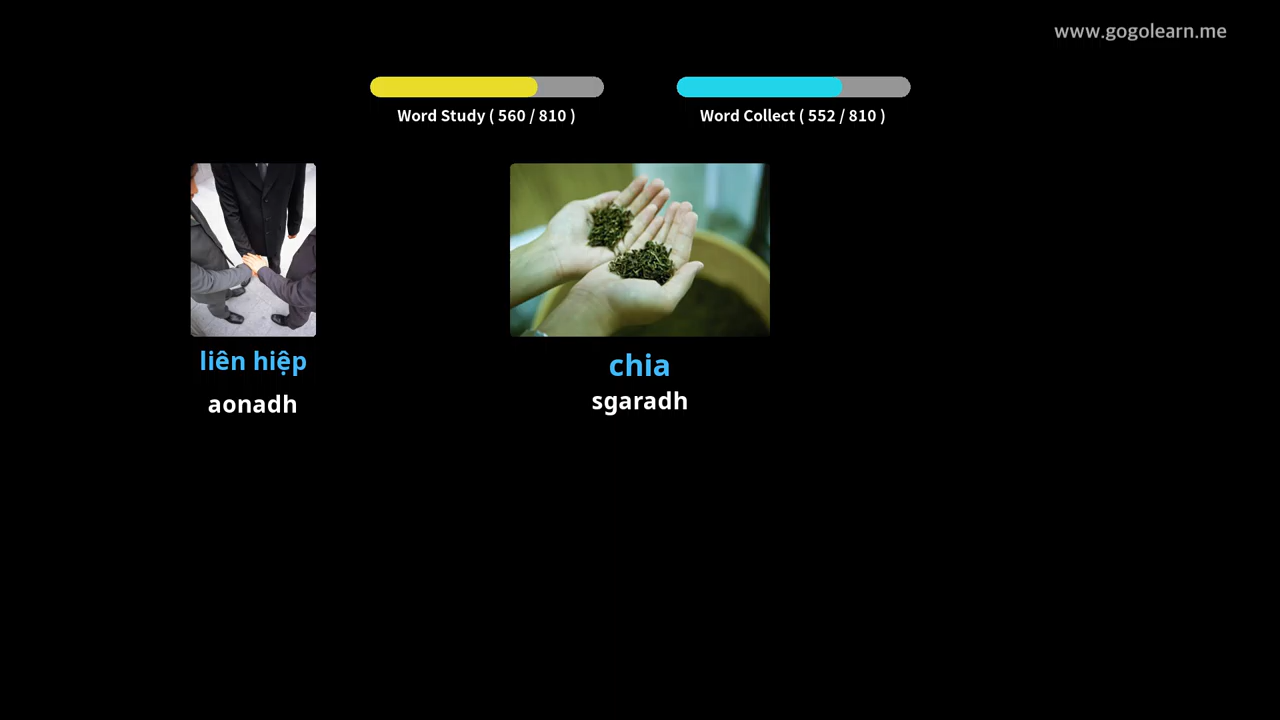 www.gogolearn.me
Word Study ( 560 / 810 )
Word Collect ( 552 / 810 )
liên hiệp
aonadh
chia
sgaradh